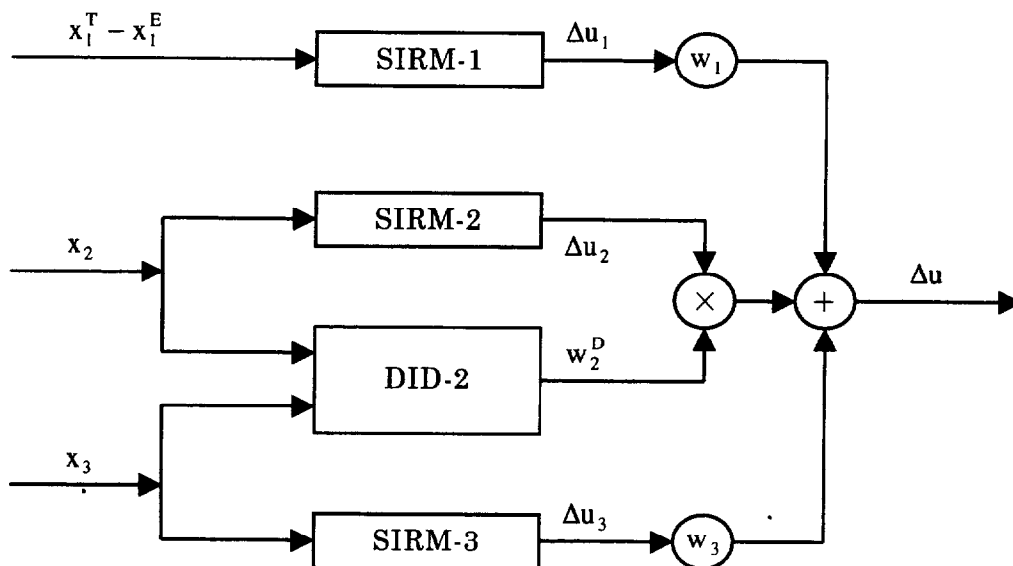 x₁ᵀ − x₁ᴱ
SIRM-1
Δu₁
w₁
x₂
SIRM-2
Δu₂
×
+
Δu
DID-2
w₂ᴰ
x₃
SIRM-3
Δu₃
w₃